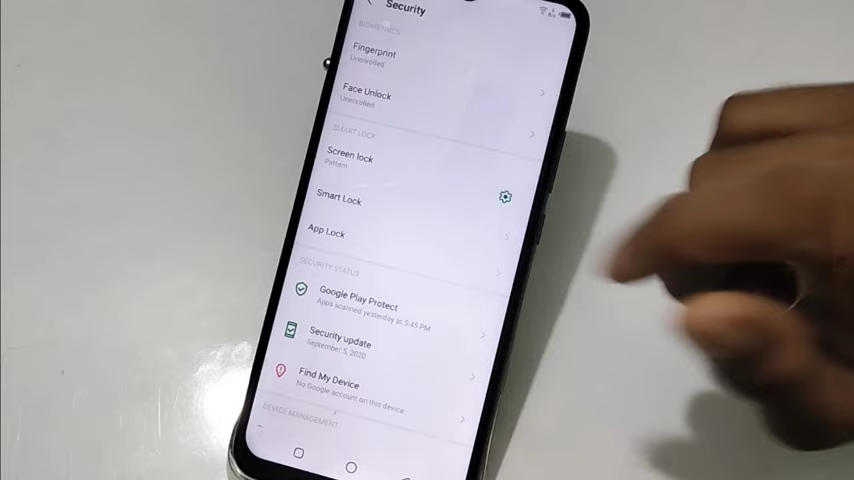 Security
BIOMETRICS
Fingerprint
Unenrolled
Face Unlock
Unenrolled
SMART LOCK
Screen lock
Pattern
Smart Lock
App Lock
SECURITY STATUS
Google Play Protect
Apps scanned yesterday at 5:45 PM
Security update
September 5, 2020
Find My Device
No Google account on this device
DEVICE MANAGEMENT